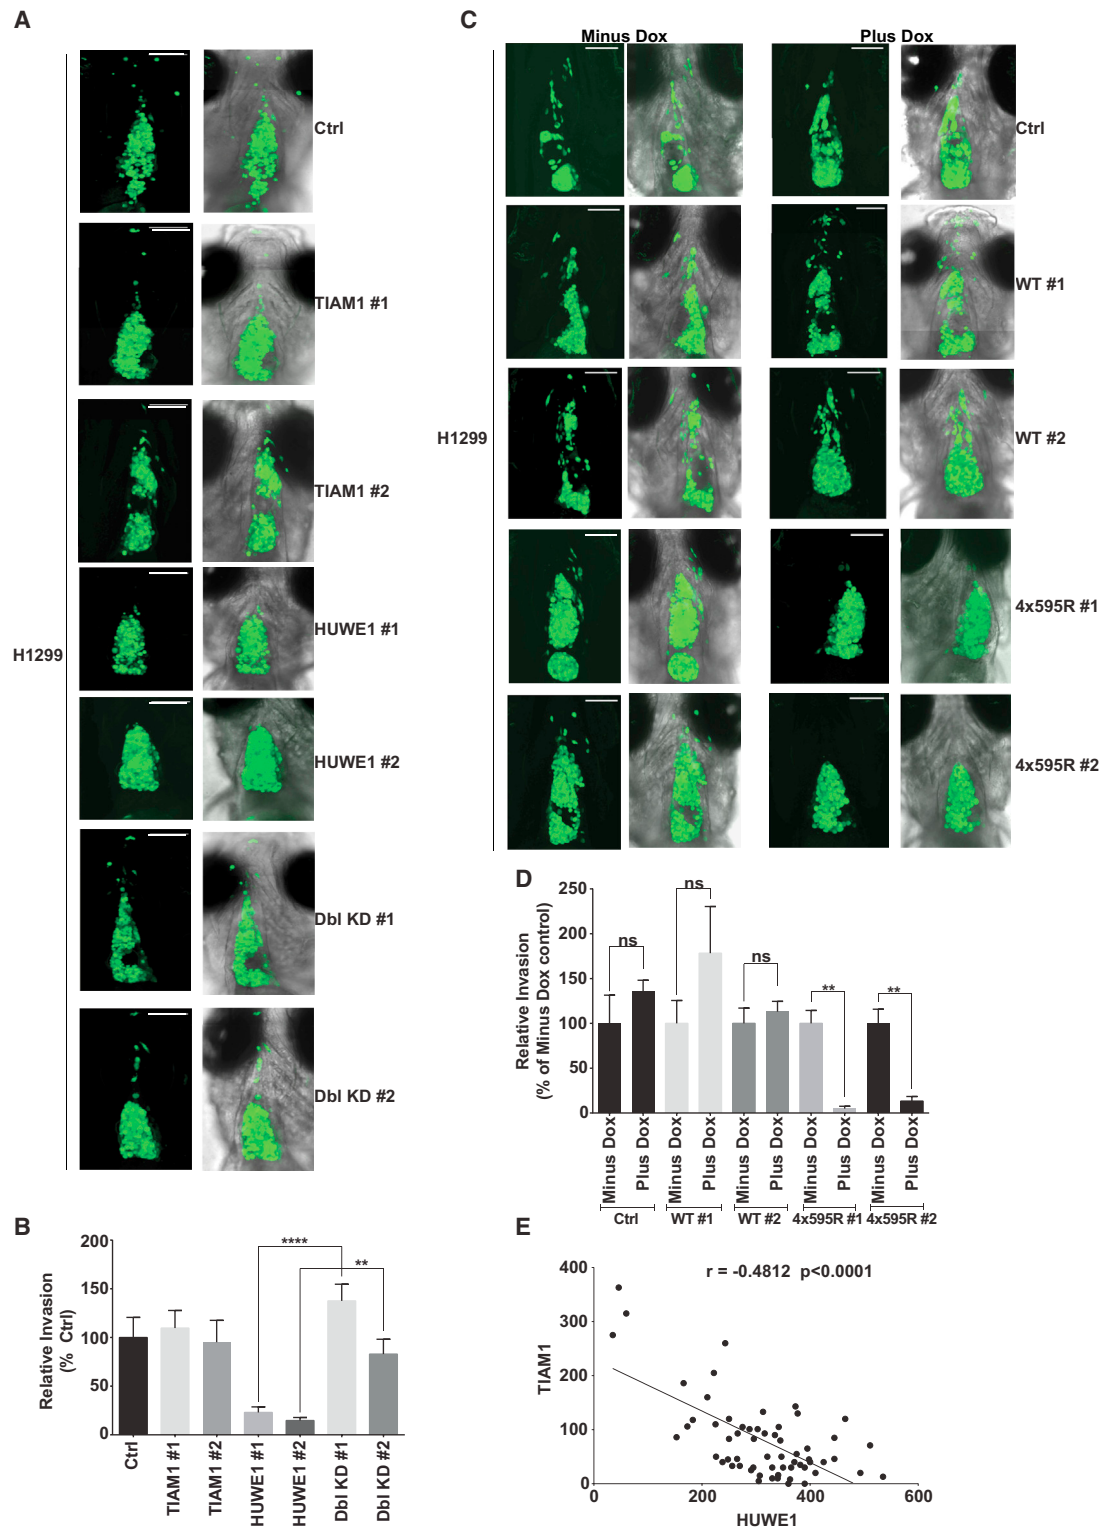 A
H1299
Ctrl
TIAM1 #1
TIAM1 #2
HUWE1 #1
HUWE1 #2
Dbl KD #1
Dbl KD #2
B
Relative Invasion
(% Ctrl)
200
150
100
50
0
****
**
Ctrl
TIAM1 #1
TIAM1 #2
HUWE1 #1
HUWE1 #2
Dbl KD #1
Dbl KD #2
C
Minus Dox
Plus Dox
H1299
Ctrl
WT #1
WT #2
4x595R #1
4x595R #2
D
Relative Invasion
(% of Minus Dox control)
250
200
150
100
50
0
ns
ns
ns
**
**
Minus Dox
Plus Dox
Minus Dox
Plus Dox
Minus Dox
Plus Dox
Minus Dox
Plus Dox
Minus Dox
Plus Dox
Ctrl
WT #1
WT #2
4x595R #1
4x595R #2
E
r = -0.4812 p<0.0001
TIAM1
400
300
200
100
0
0
200
400
600
HUWE1